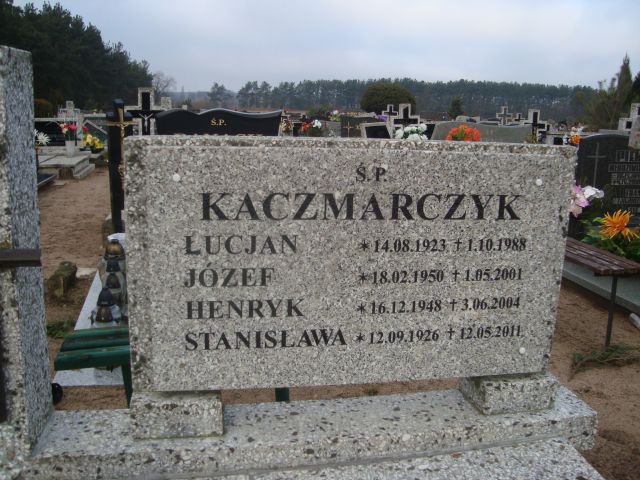 Ś.P.
Ś.P.
KACZMARCZYK
ŁUCJAN *14.08.1923 †1.10.1988
JÓZEF *18.02.1950 †1.05.2001
HENRYK *16.12.1948 †3.06.2004
STANISŁAWA *12.09.1926 †12.05.2011